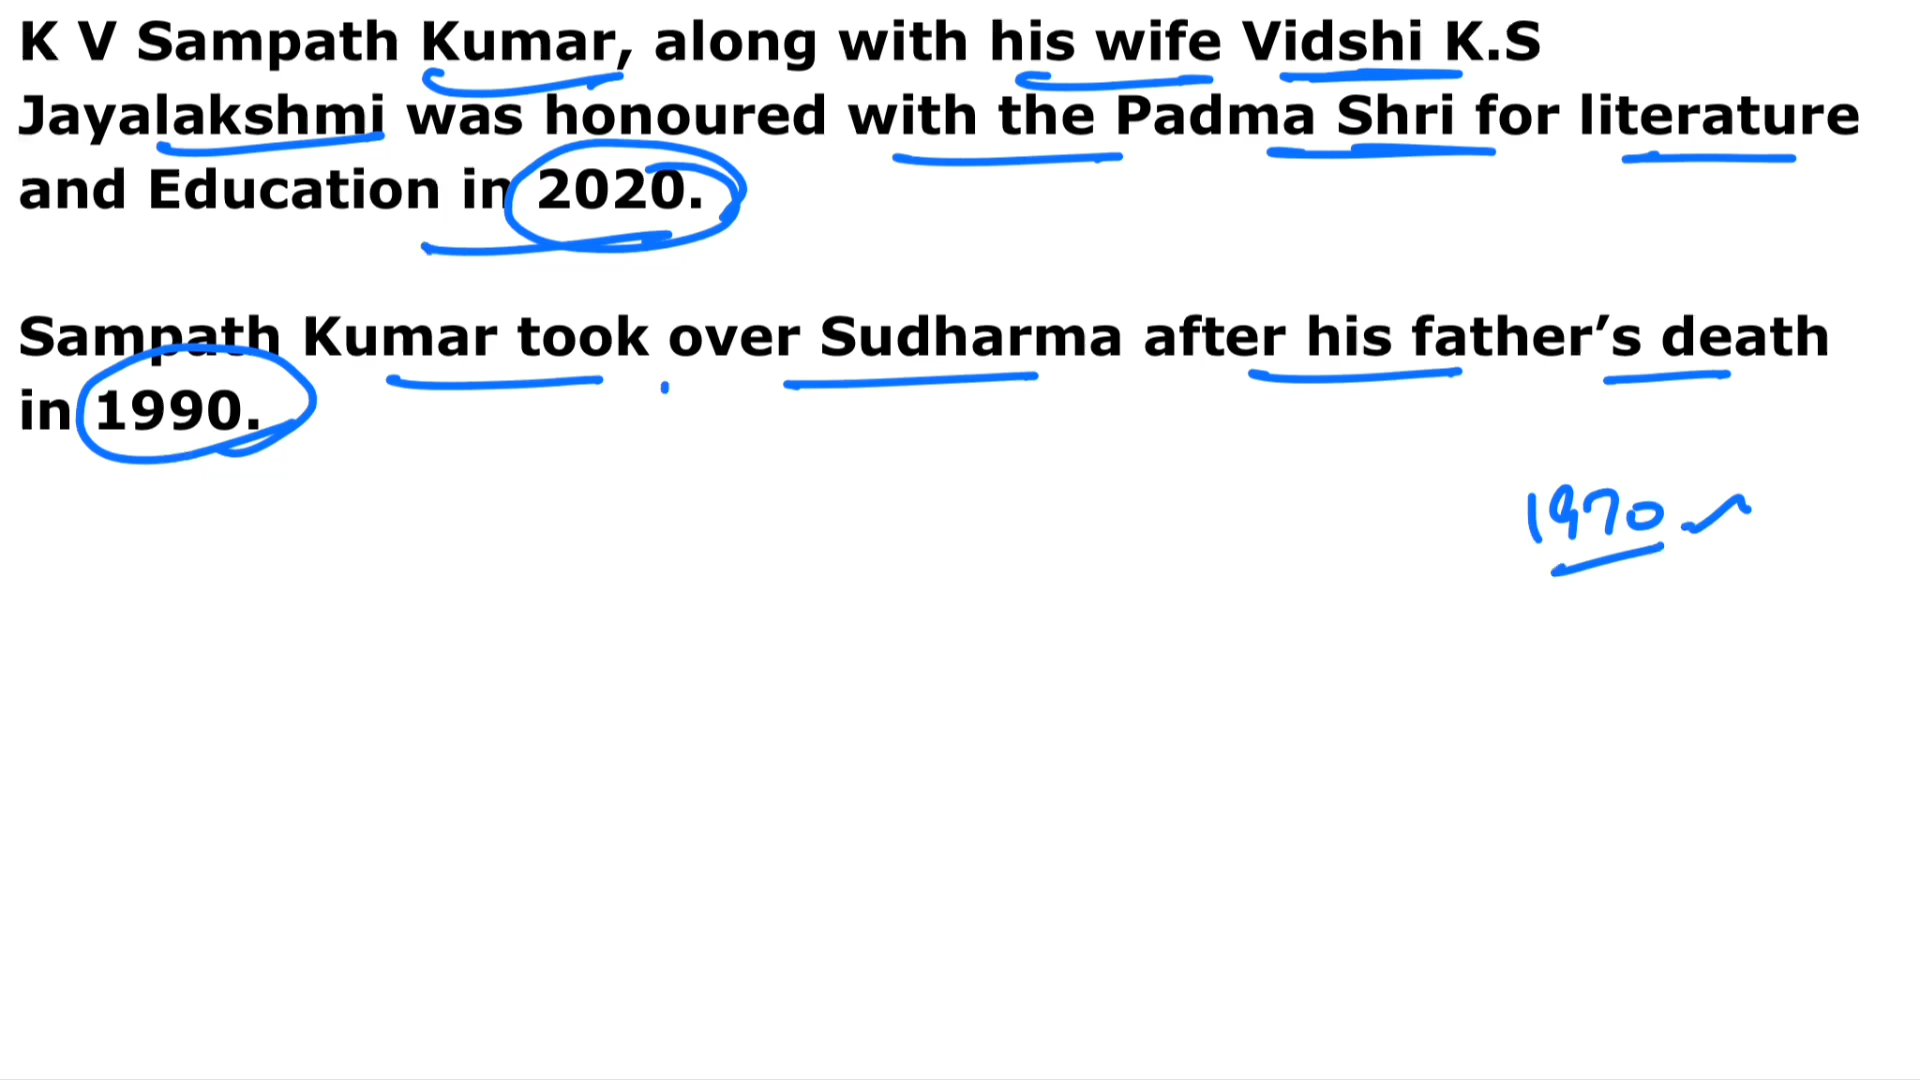 K V Sampath Kumar, along with his wife Vidshi K.S
Jayalakshmi was honoured with the Padma Shri for literature
and Education in 2020.
Sampath Kumar took over Sudharma after his father’s death
in 1990.
1970